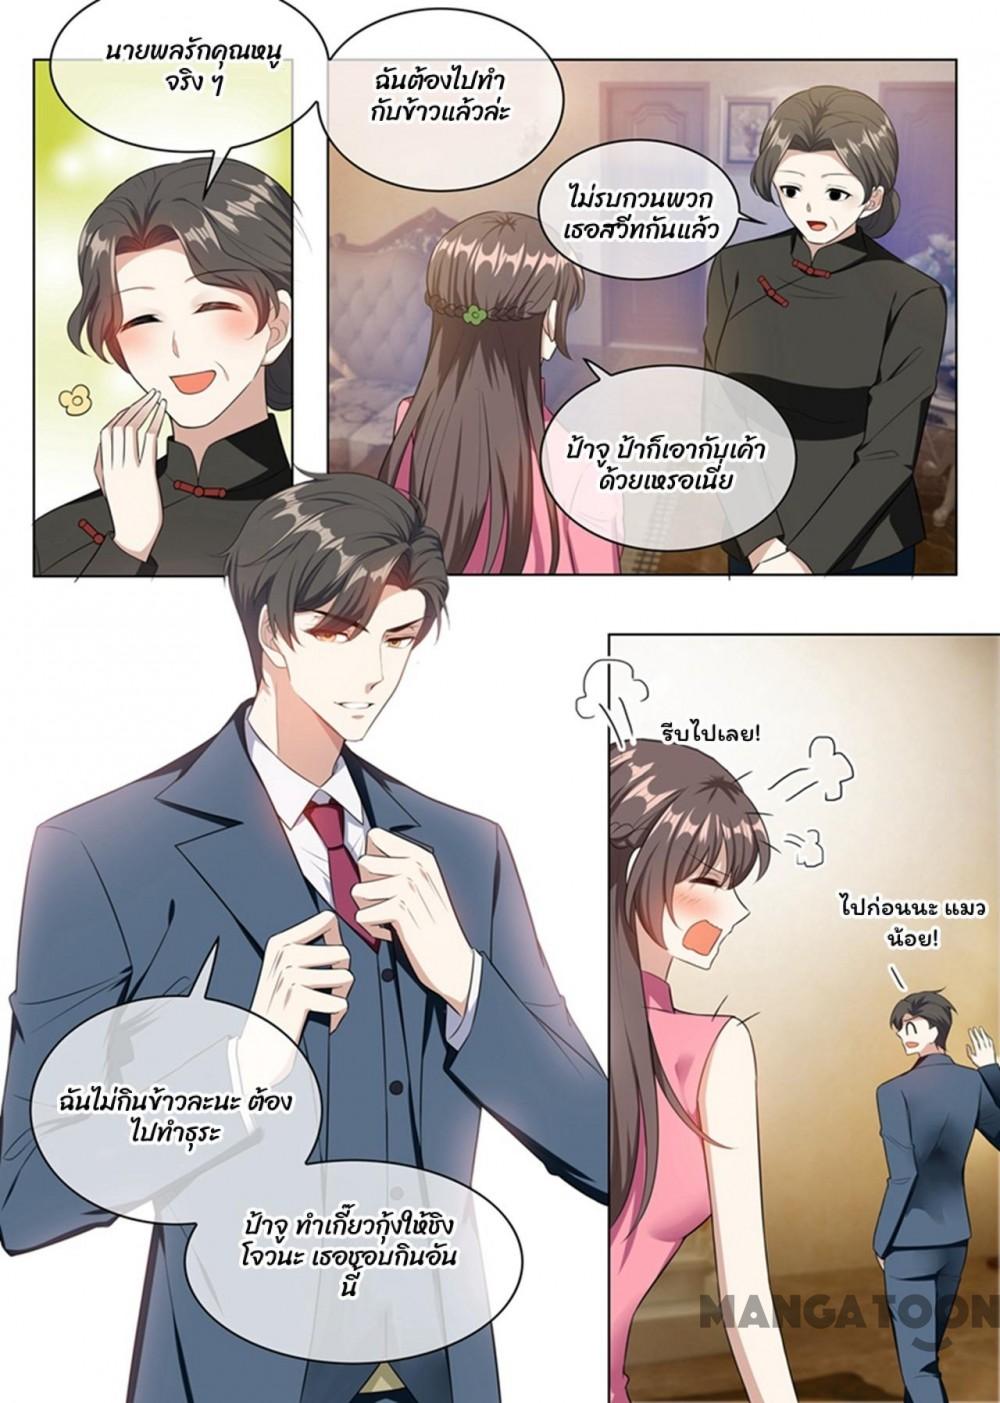 นายพลรักคุณหนู
จริง ๆ
ฉันต้องไปทำ
กับข้าวแล้วล่ะ
ไม่รบกวนพวก
เธอสวีทกันแล้ว
ป้าจู ป้าก็เอากับเค้า
ด้วยเหรอเนี่ย
รีบไปเลย!
ไปก่อนนะ แมว
น้อย!
ฉันไม่กินข้าวละนะ ต้อง
ไปทำธุระ
ป้าจู ทำเกี๊ยวกุ้งให้ชิง
โจวนะ เธอชอบกินอัน
นี้
MANGATOON